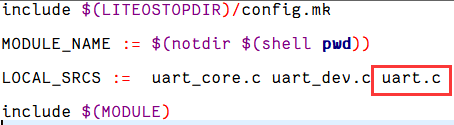 include $(LITEOSTOPDIR)/config.mk
MODULE_NAME := $(notdir $(shell pwd))
LOCAL_SRCS :=  uart_core.c uart_dev.c uart.c
include $(MODULE)